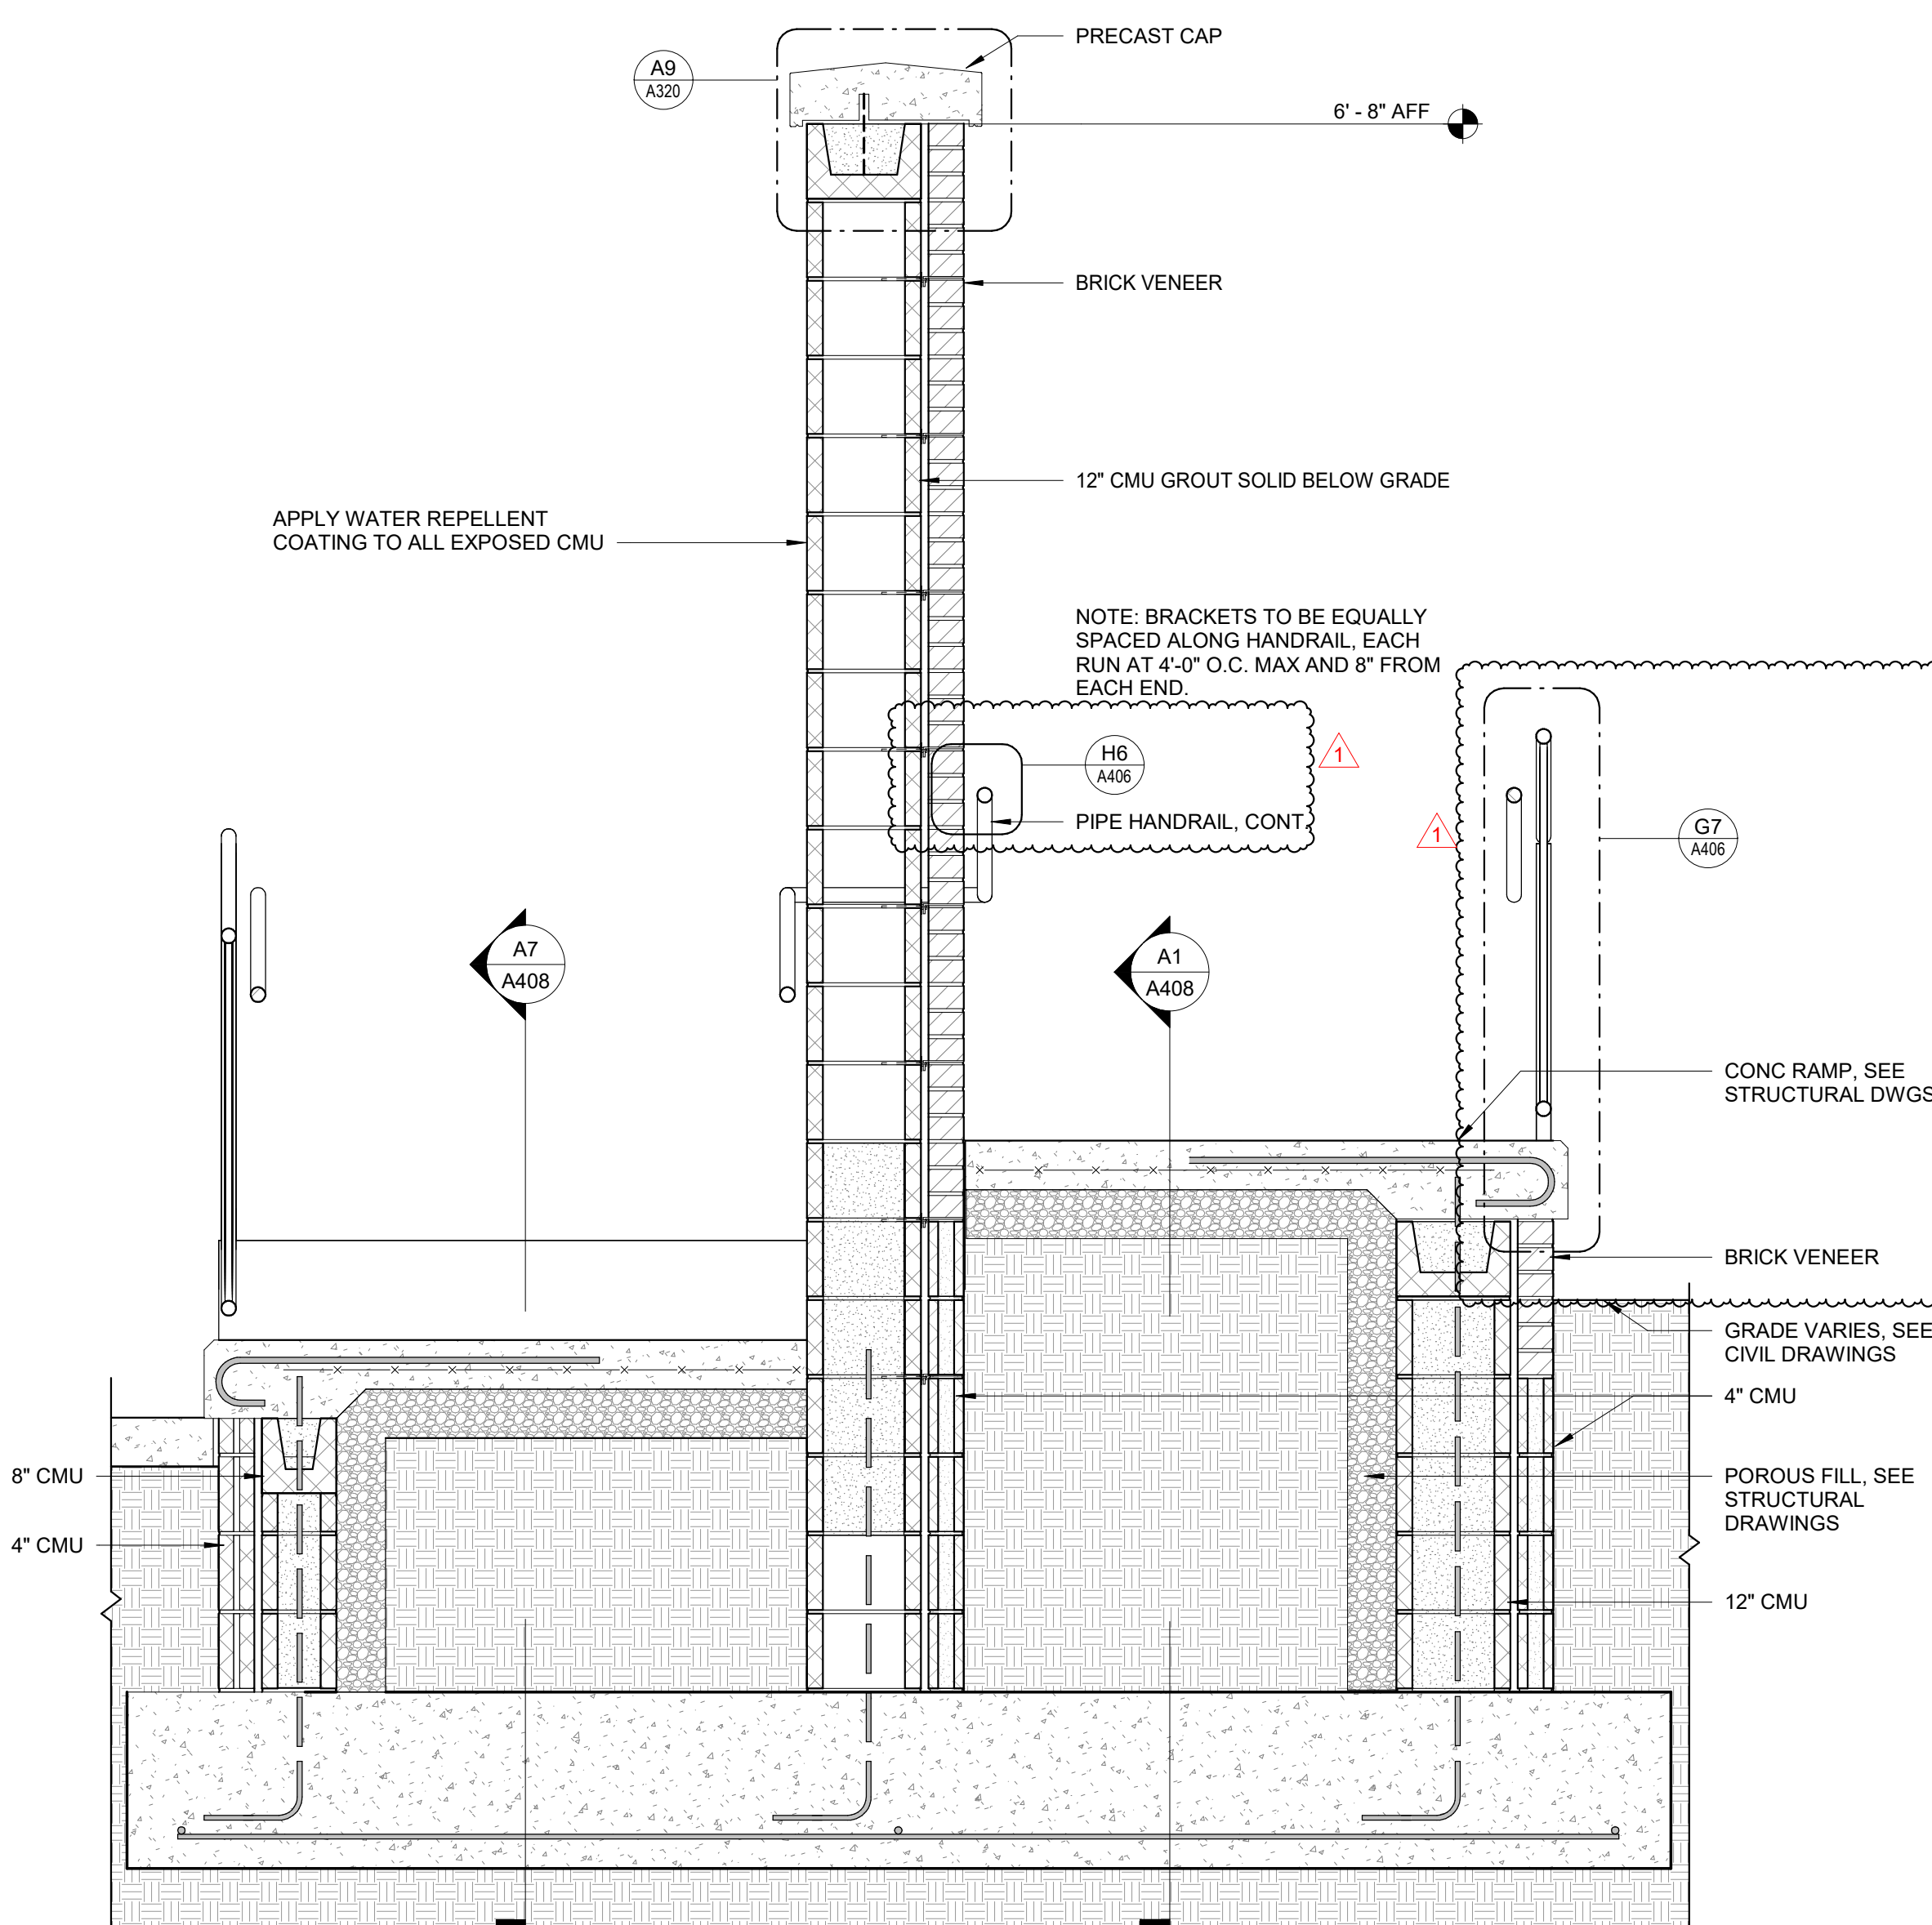 PRECAST CAP
A9
A320
6' - 8" AFF
BRICK VENEER
12" CMU GROUT SOLID BELOW GRADE
APPLY WATER REPELLENT
COATING TO ALL EXPOSED CMU
NOTE: BRACKETS TO BE EQUALLY
SPACED ALONG HANDRAIL, EACH
RUN AT 4'-0" O.C. MAX AND 8" FROM
EACH END.
H6
A406
1
PIPE HANDRAIL, CONT.
1
G7
A406
A7
A408
A1
A408
CONC RAMP, SEE
STRUCTURAL DWGS
BRICK VENEER
GRADE VARIES, SEE
CIVIL DRAWINGS
4" CMU
8" CMU
POROUS FILL, SEE
STRUCTURAL
DRAWINGS
4" CMU
12" CMU